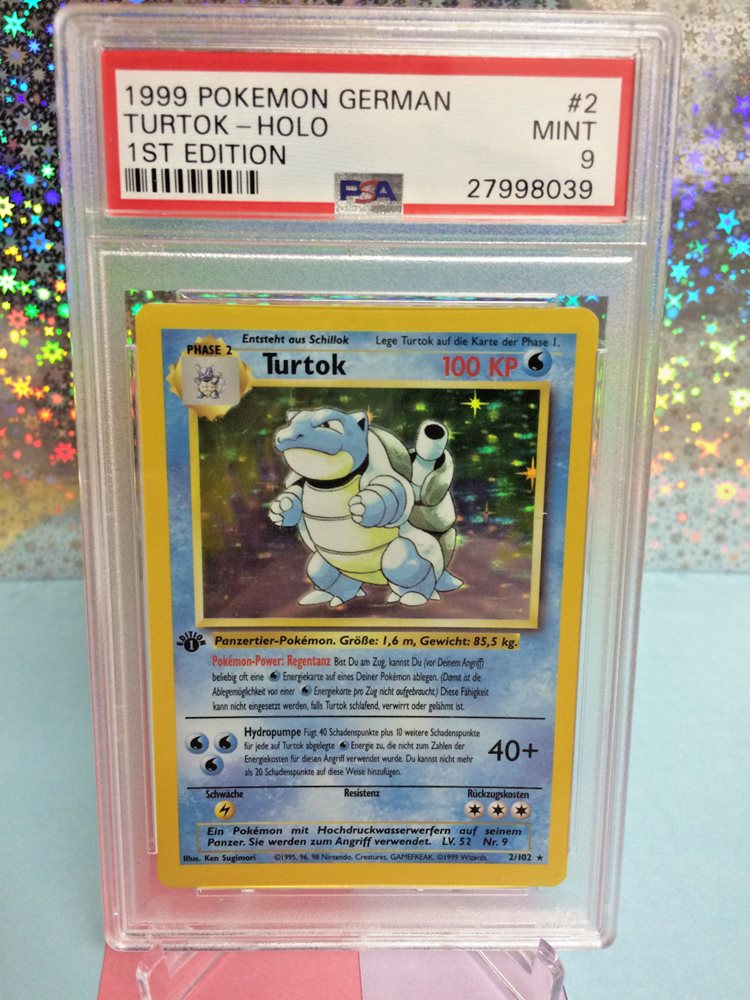 1999 POKEMON GERMAN #2
TURTOK – HOLO MINT
1ST EDITION 9
PSA 27998039
Entsteht aus Schillok Lege Turtok auf die Karte der Phase 1.
PHASE 2
Turtok 100 KP
EDITION 1
Panzertier-Pokémon. Größe: 1,6 m, Gewicht: 85,5 kg.
Pokémon-Power: Regentanz Bist Du am Zug, kannst Du (vor Deinem Angriff)
beliebig oft eine Energiekarte auf eines Deiner Pokémon ablegen. (Damit ist die
Ablegemöglichkeit von einer Energiekarte pro Zug nicht aufgebraucht.) Diese Fähigkeit
kann nicht eingesetzt werden, falls Turtok schlafend, verwirrt oder gelähmt ist.
Hydropumpe Fügt 40 Schadenspunkte plus 10 weitere Schadenspunkte
für jede auf Turtok abgelegte Energie zu, die nicht zum Zahlen der
Energiekosten für diesen Angriff verwendet wurde. Du kannst nicht mehr
als 20 Schadenspunkte auf diese Weise hinzufügen.
40+
Schwäche Resistenz Rückzugskosten
Ein Pokémon mit Hochdruckwasserwerfern auf seinem
Panzer. Sie werden zum Angriff verwendet. LV. 52 Nr. 9
Illus. Ken Sugimori ©1995, 96, 98 Nintendo, Creatures, GAMEFREAK. ©1999 Wizards. 2/102 ★